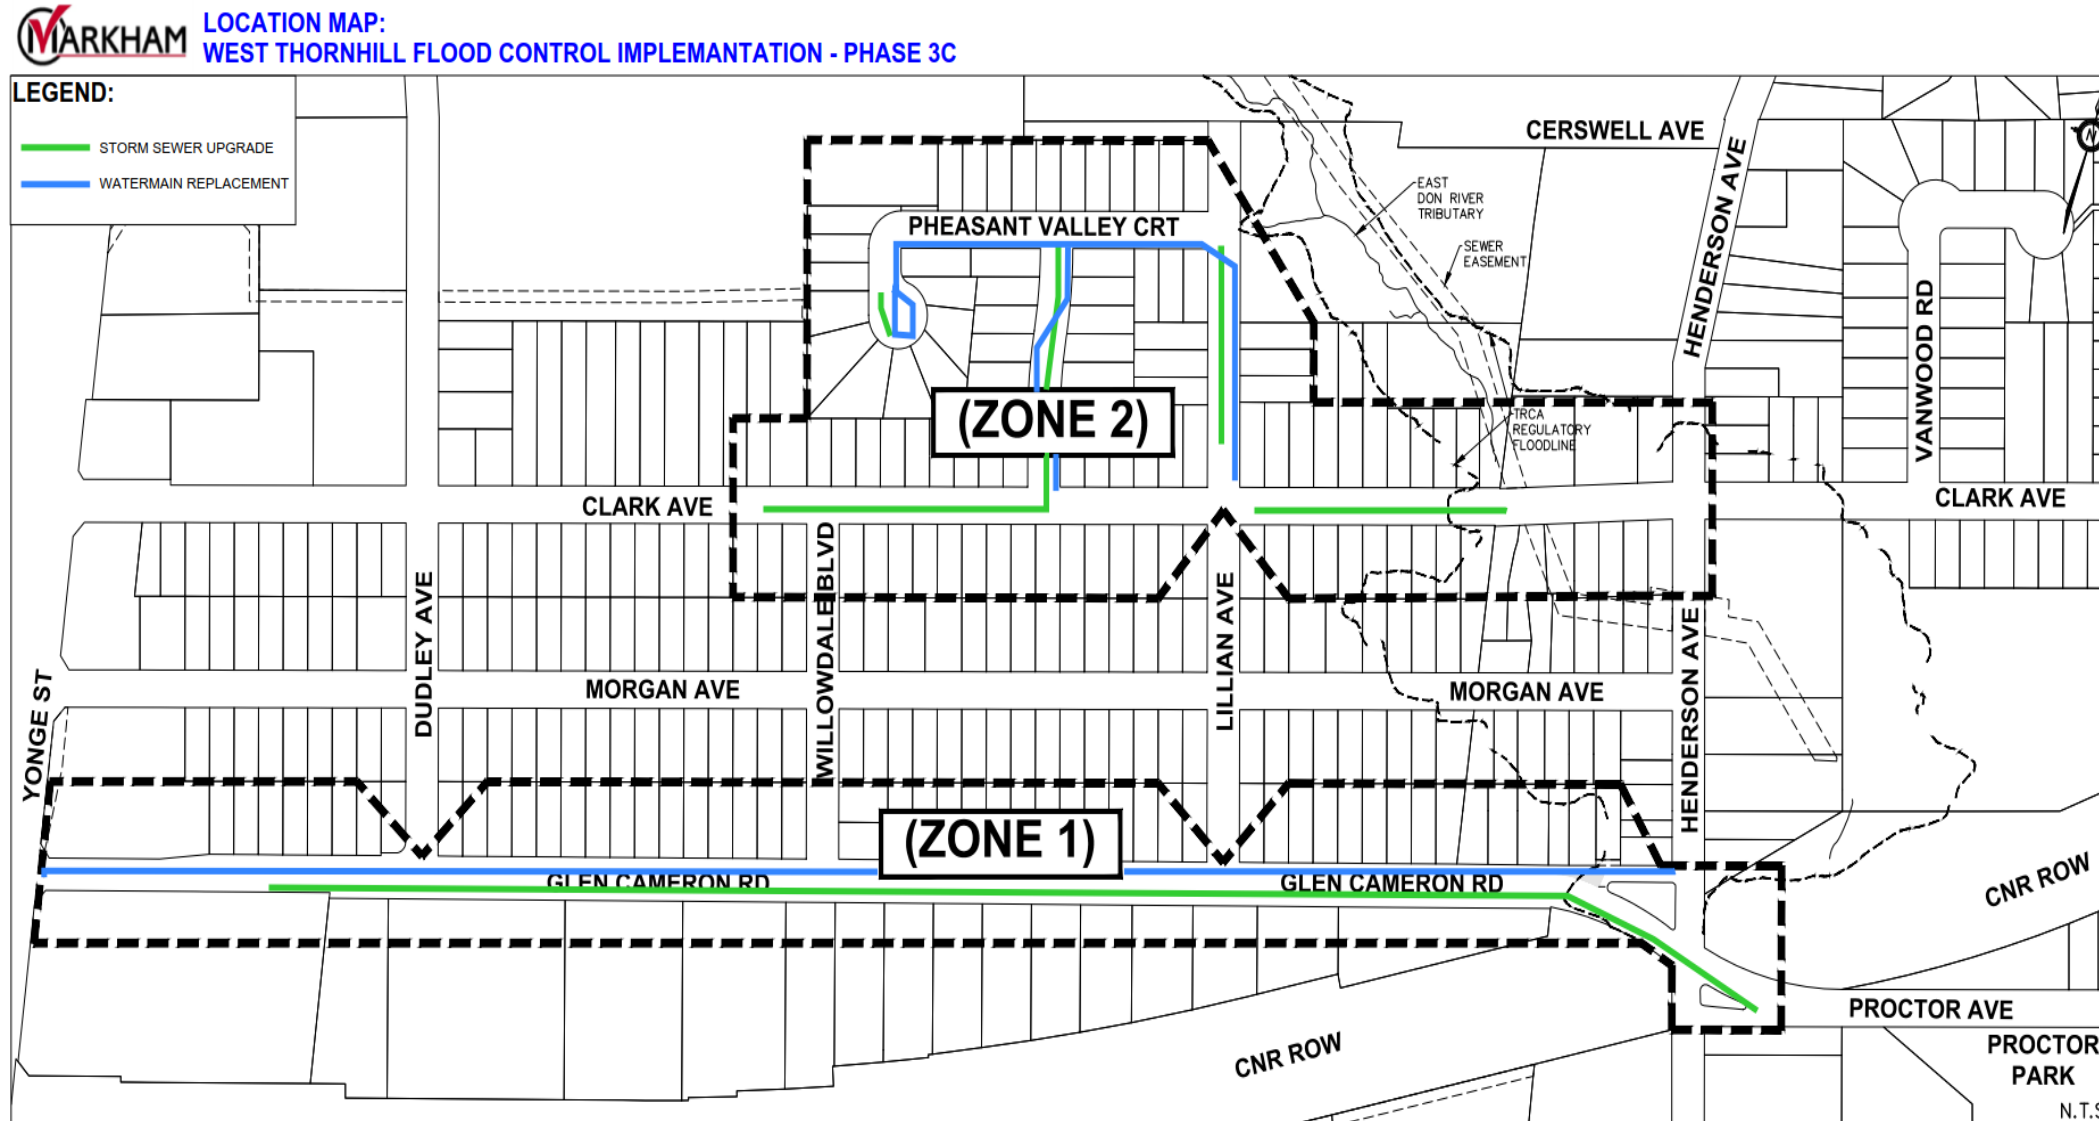 MARKHAM
LOCATION MAP:
WEST THORNHILL FLOOD CONTROL IMPLEMANTATION - PHASE 3C
LEGEND:
STORM SEWER UPGRADE
WATERMAIN REPLACEMENT
CERSWELL AVE
N
HENDERSON AVE
EAST
DON RIVER
TRIBUTARY
SEWER
EASEMENT
PHEASANT VALLEY CRT
VANWOOD RD
(ZONE 2)
TRCA
REGULATORY
FLOODLINE
CLARK AVE
CLARK AVE
WILLOWDALE BLVD
DUDLEY AVE
LILLIAN AVE
HENDERSON AVE
MORGAN AVE
MORGAN AVE
YONGE ST
(ZONE 1)
GLEN CAMERON RD
GLEN CAMERON RD
CNR ROW
PROCTOR AVE
CNR ROW
PROCTOR
PARK
N.T.S